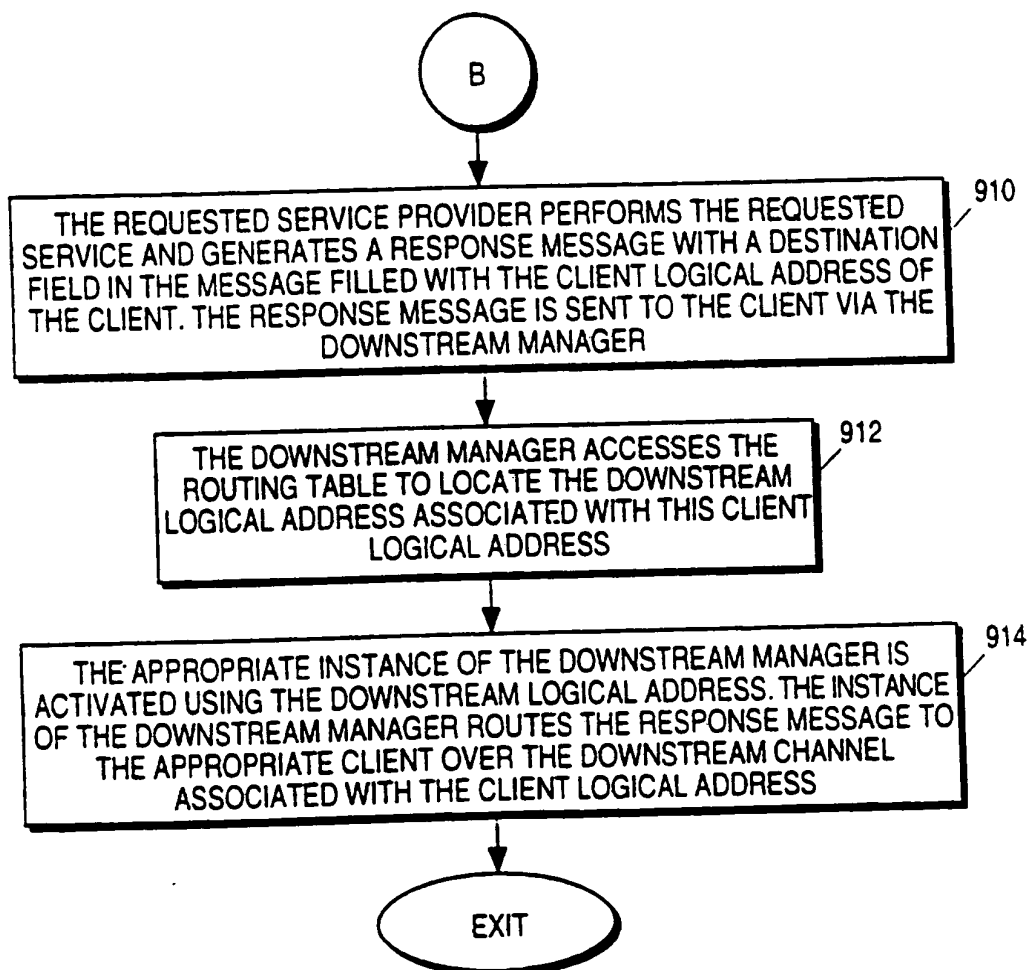 B
910
THE REQUESTED SERVICE PROVIDER PERFORMS THE REQUESTED
SERVICE AND GENERATES A RESPONSE MESSAGE WITH A DESTINATION
FIELD IN THE MESSAGE FILLED WITH THE CLIENT LOGICAL ADDRESS OF
THE CLIENT. THE RESPONSE MESSAGE IS SENT TO THE CLIENT VIA THE
DOWNSTREAM MANAGER
912
THE DOWNSTREAM MANAGER ACCESSES THE
ROUTING TABLE TO LOCATE THE DOWNSTREAM
LOGICAL ADDRESS ASSOCIATED WITH THIS CLIENT
LOGICAL ADDRESS
914
THE APPROPRIATE INSTANCE OF THE DOWNSTREAM MANAGER IS
ACTIVATED USING THE DOWNSTREAM LOGICAL ADDRESS. THE INSTANCE
OF THE DOWNSTREAM MANAGER ROUTES THE RESPONSE MESSAGE TO
THE APPROPRIATE CLIENT OVER THE DOWNSTREAM CHANNEL
ASSOCIATED WITH THE CLIENT LOGICAL ADDRESS
EXIT